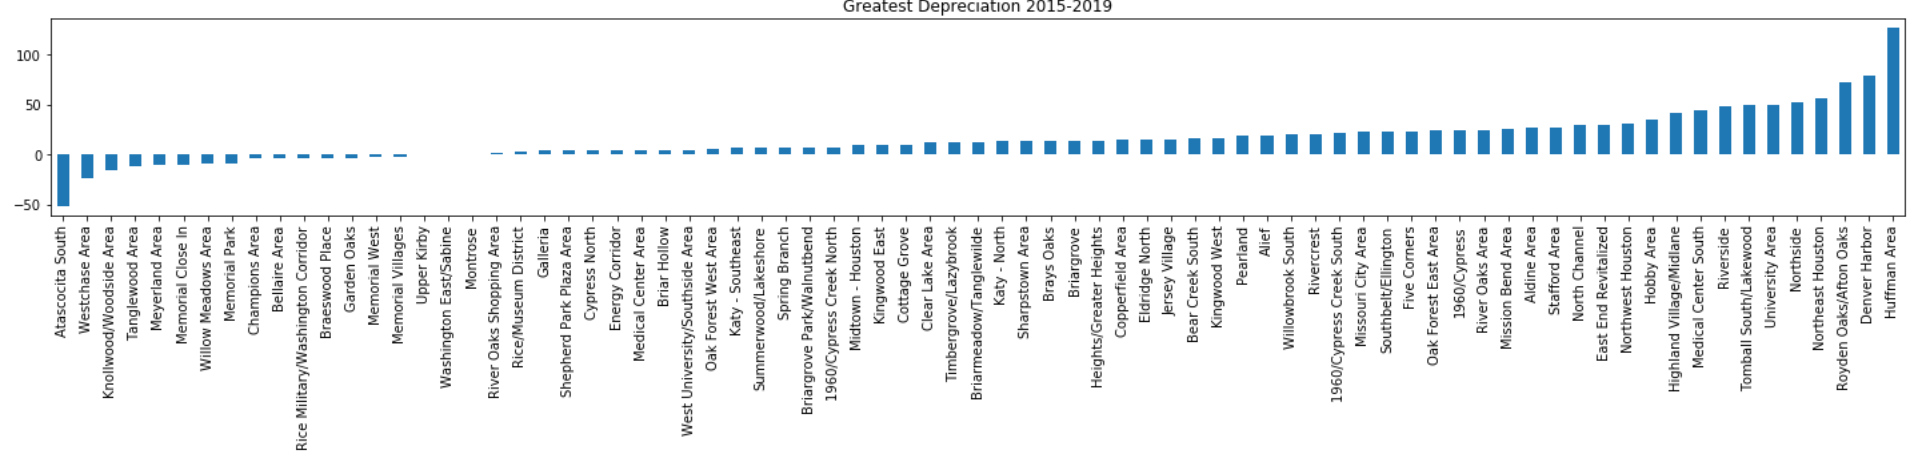 Greatest Depreciation 2015-2019
100
50
0
−50
Atascocita South
Westchase Area
Knollwood/Woodside Area
Tanglewood Area
Meyerland Area
Memorial Close In
Willow Meadows Area
Memorial Park
Champions Area
Bellaire Area
Rice Military/Washington Corridor
Braeswood Place
Garden Oaks
Memorial West
Memorial Villages
Upper Kirby
Washington East/Sabine
Montrose
River Oaks Shopping Area
Rice/Museum District
Galleria
Shepherd Park Plaza Area
Cypress North
Energy Corridor
Medical Center Area
Briar Hollow
West University/Southside Area
Oak Forest West Area
Katy - Southeast
Summerwood/Lakeshore
Spring Branch
Briargrove Park/Walnutbend
1960/Cypress Creek North
Midtown - Houston
Kingwood East
Cottage Grove
Clear Lake Area
Timbergrove/Lazybrook
Briarmeadow/Tanglewilde
Katy - North
Sharpstown Area
Brays Oaks
Briargrove
Heights/Greater Heights
Copperfield Area
Eldridge North
Jersey Village
Bear Creek South
Kingwood West
Pearland
Alief
Willowbrook South
Rivercrest
1960/Cypress Creek South
Missouri City Area
Southbelt/Ellington
Five Corners
Oak Forest East Area
1960/Cypress
River Oaks Area
Mission Bend Area
Aldine Area
Stafford Area
North Channel
East End Revitalized
Northwest Houston
Hobby Area
Highland Village/Midlane
Medical Center South
Riverside
Tomball South/Lakewood
University Area
Northside
Northeast Houston
Royden Oaks/Afton Oaks
Denver Harbor
Huffman Area